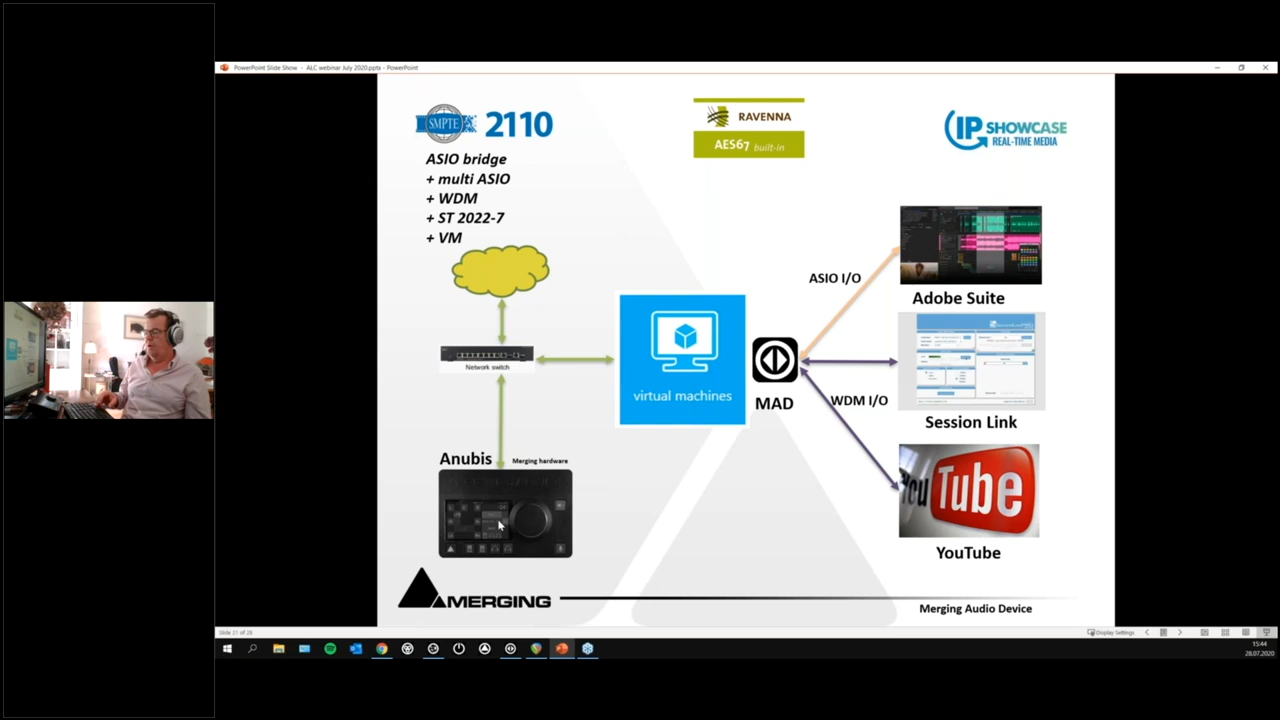 PowerPoint Slide Show - ALC webinar July 2020.pptx - PowerPoint
SMPTE 2110
RAVENNA
AES67 built-in
IP SHOWCASE
REAL-TIME MEDIA
ASIO bridge
+ multi ASIO
+ WDM
+ ST 2022-7
+ VM
ASIO I/O
Adobe Suite
Network switch
virtual machines
MAD
WDM I/O
Session Link
Anubis
Merging hardware
You Tube
YouTube
MERGING
Merging Audio Device
Slide 21 of 28
Display Settings
15:44
28.07.2020